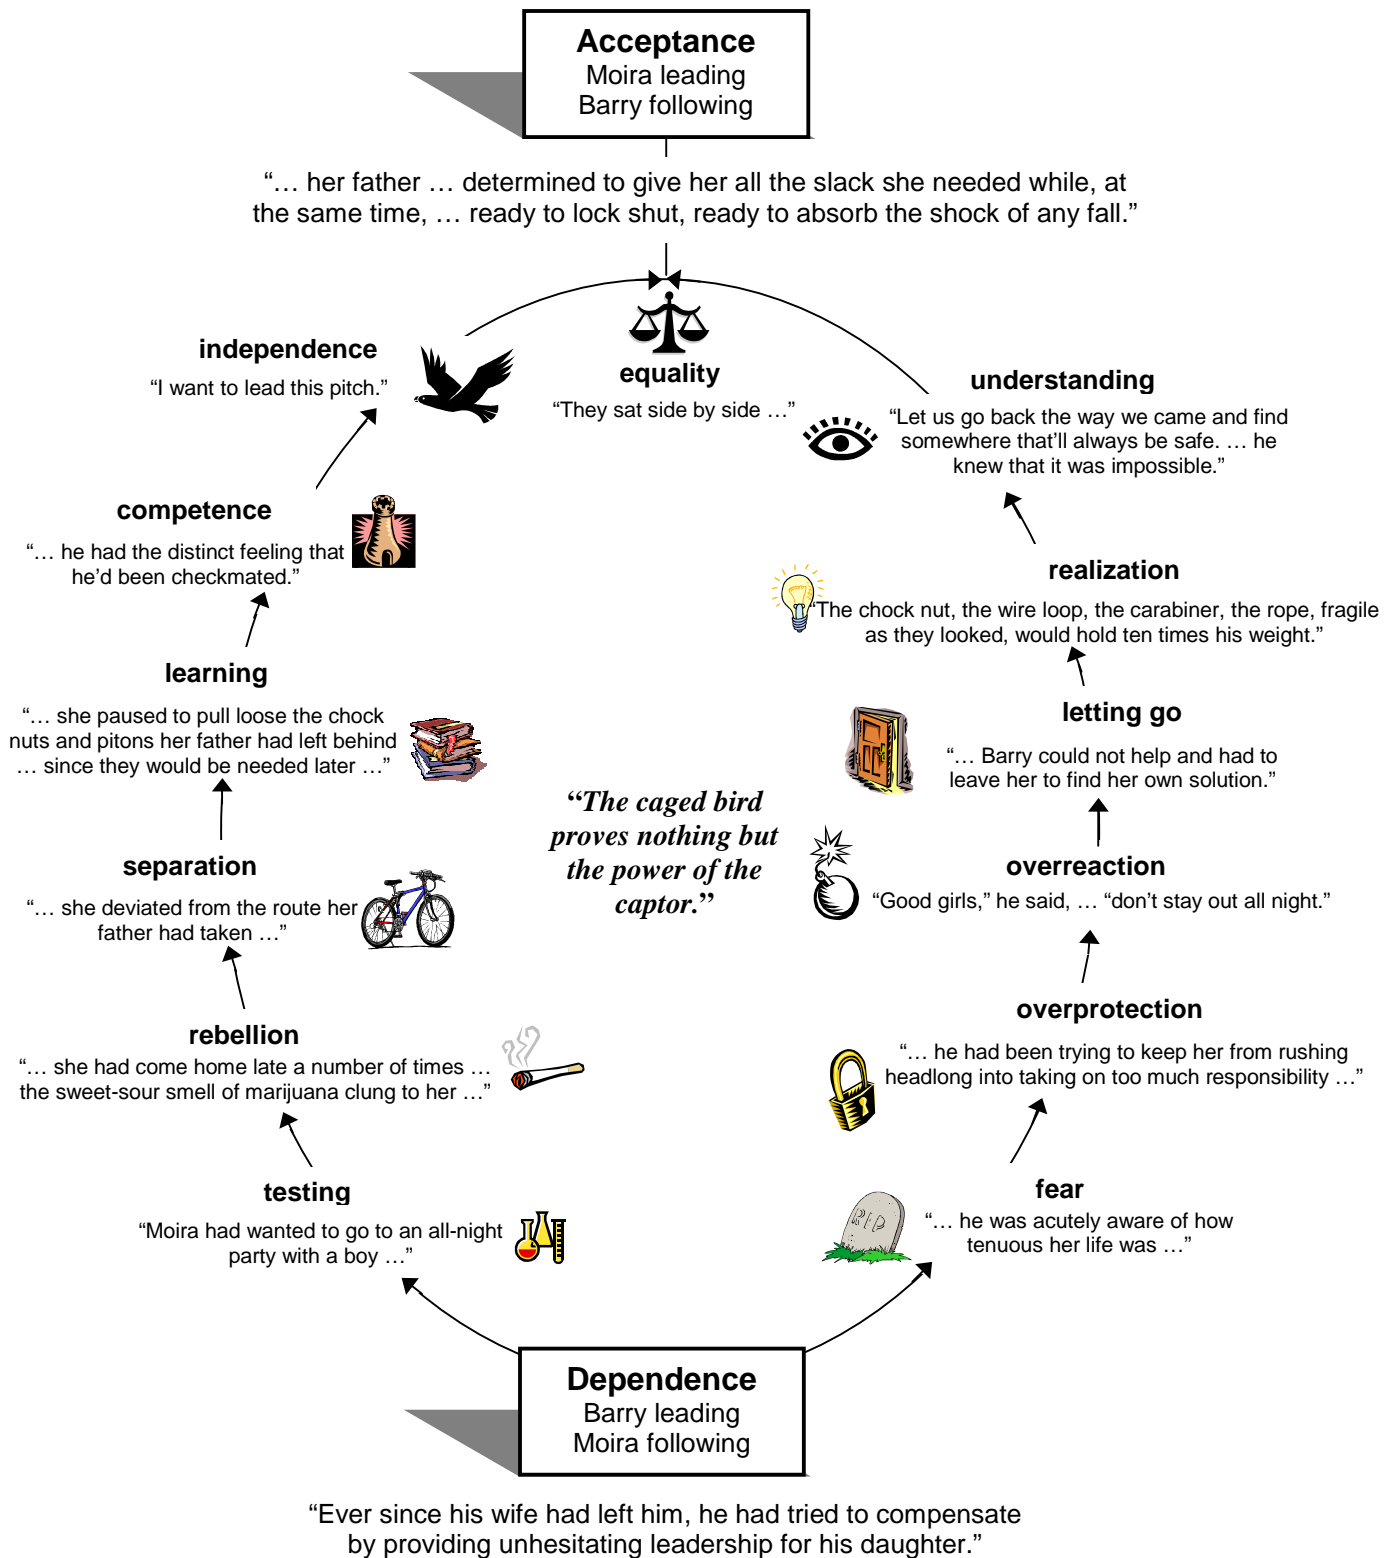 Acceptance
Moira leading
Barry following
“… her father … determined to give her all the slack she needed while, at
the same time, … ready to lock shut, ready to absorb the shock of any fall.”
independence
“I want to lead this pitch.”
equality
“They sat side by side …”
understanding
“Let us go back the way we came and find
somewhere that’ll always be safe. … he
knew that it was impossible.”
competence
“… he had the distinct feeling that
he’d been checkmated.”
realization
“The chock nut, the wire loop, the carabiner, the rope, fragile
as they looked, would hold ten times his weight.”
learning
“… she paused to pull loose the chock
nuts and pitons her father had left behind
… since they would be needed later …”
letting go
“… Barry could not help and had to
leave her to find her own solution.”
“The caged bird
proves nothing but
the power of the
captor.”
separation
“… she deviated from the route her
father had taken …”
overreaction
“Good girls,” he said, … “don’t stay out all night.”
rebellion
“… she had come home late a number of times …
the sweet-sour smell of marijuana clung to her …”
overprotection
“… he had been trying to keep her from rushing
headlong into taking on too much responsibility …”
testing
“Moira had wanted to go to an all-night
party with a boy …”
fear
RIP
“… he was acutely aware of how
tenuous her life was …”
Dependence
Barry leading
Moira following
“Ever since his wife had left him, he had tried to compensate
by providing unhesitating leadership for his daughter.”